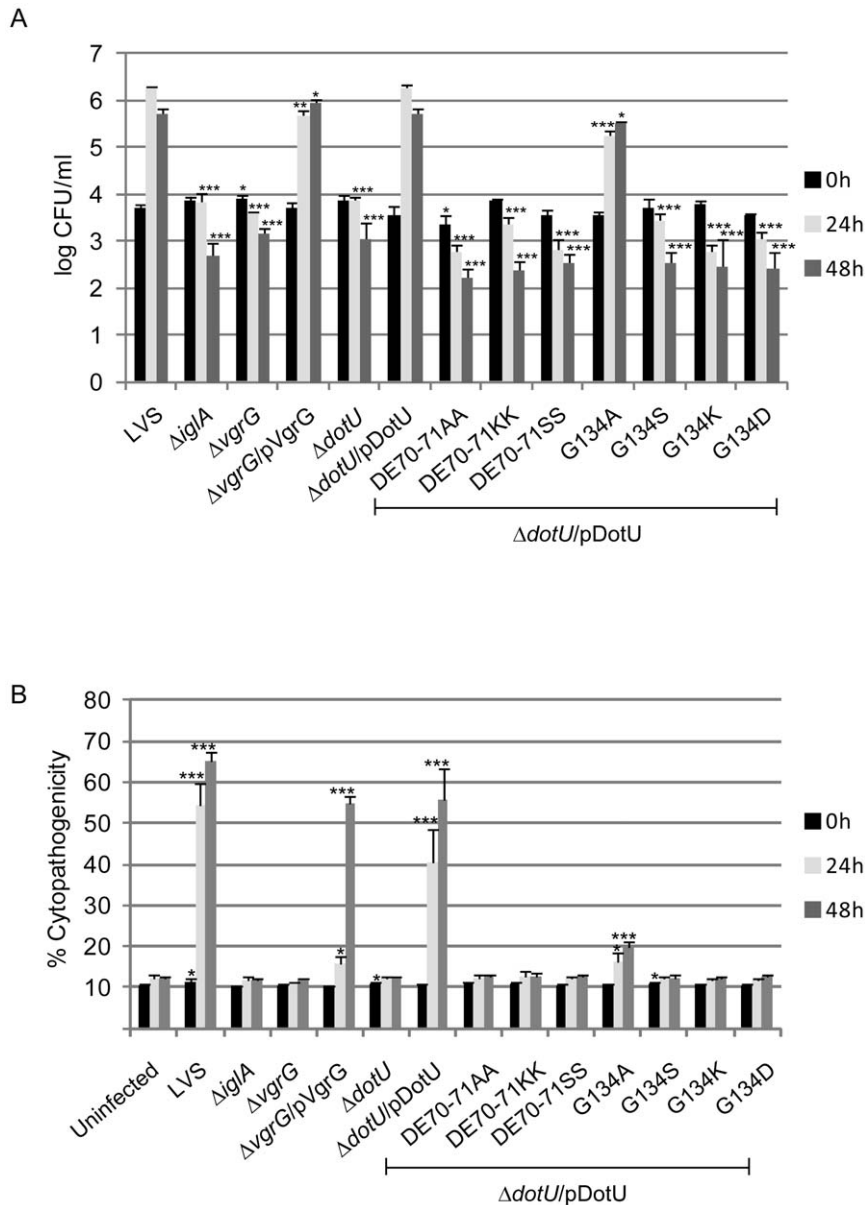 A
7
6
5
4
3
2
1
0
log CFU/ml
* *** *** * *** *** ** * *** *** * *** *** *** *** *** *** *** * *** *** *** *** *** ***
0h
24h
48h
LVS
ΔiglA
ΔvgrG
ΔvgrG/pVgrG
ΔdotU
ΔdotU/pDotU
DE70-71AA
DE70-71KK
DE70-71SS
G134A
G134S
G134K
G134D
ΔdotU/pDotU
B
80
70
60
50
40
30
20
10
% Cytopathogenicity
* *** *** * *** * *** *** * *** *
0h
24h
48h
Uninfected
LVS
ΔiglA
ΔvgrG
ΔvgrG/pVgrG
ΔdotU
ΔdotU/pDotU
DE70-71AA
DE70-71KK
DE70-71SS
G134A
G134S
G134K
G134D
ΔdotU/pDotU